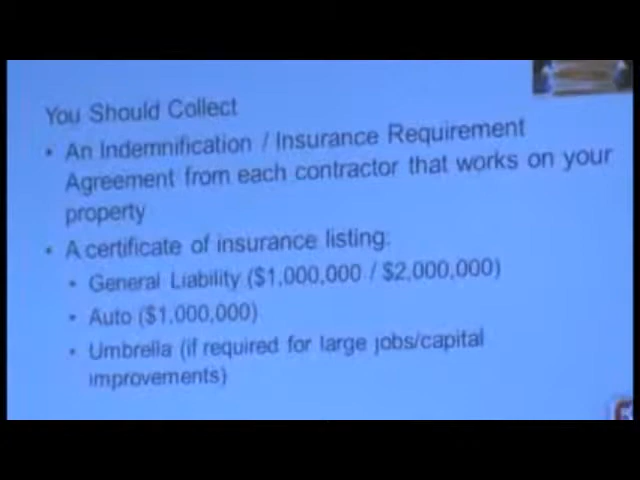 You Should Collect
• An Indemnification / Insurance Requirement
Agreement from each contractor that works on your
property
• A certificate of insurance listing:
• General Liability ($1,000,000 / $2,000,000)
• Auto ($1,000,000)
• Umbrella (if required for large jobs/capital
improvements)